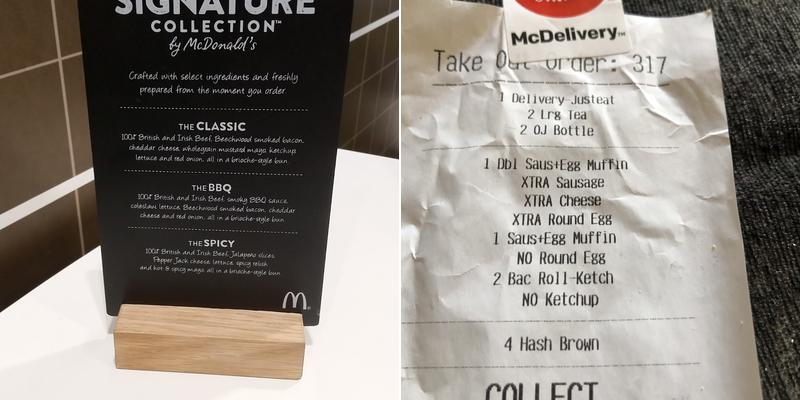 SIGNATURE
COLLECTION™
by McDonald's
Crafted with select ingredients and freshly
prepared from the moment you order.
THE CLASSIC
100% British and Irish Beef, Beechwood smoked bacon,
cheddar cheese, wholegrain mustard mayo, ketchup,
lettuce and red onion, all in a brioche-style bun.
THE BBQ
100% British and Irish Beef, smoky BBQ sauce,
coleslaw, lettuce, Beechwood smoked bacon, cheddar
cheese and red onion, all in a brioche-style bun.
THE SPICY
100% British and Irish Beef, Jalapeño slices,
Pepper Jack cheese, lettuce, spicy relish
and hot & spicy mayo, all in a brioche-style bun.
McDelivery™
Take Out Order: 317
1 Delivery-Justeat
2 Lrg Tea
2 OJ Bottle
1 Dbl Saus+Egg Muffin
XTRA Sausage
XTRA Cheese
XTRA Round Egg
1 Saus+Egg Muffin
NO Round Egg
2 Bac Roll-Ketch
NO Ketchup
4 Hash Brown
COLLECT